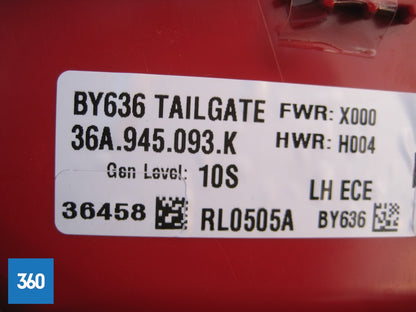 BY636 TAILGATE FWR: X000
36A.945.093.K HWR: H004
Gen Level: 10S
LH ECE
36458 RL0505A BY636
360